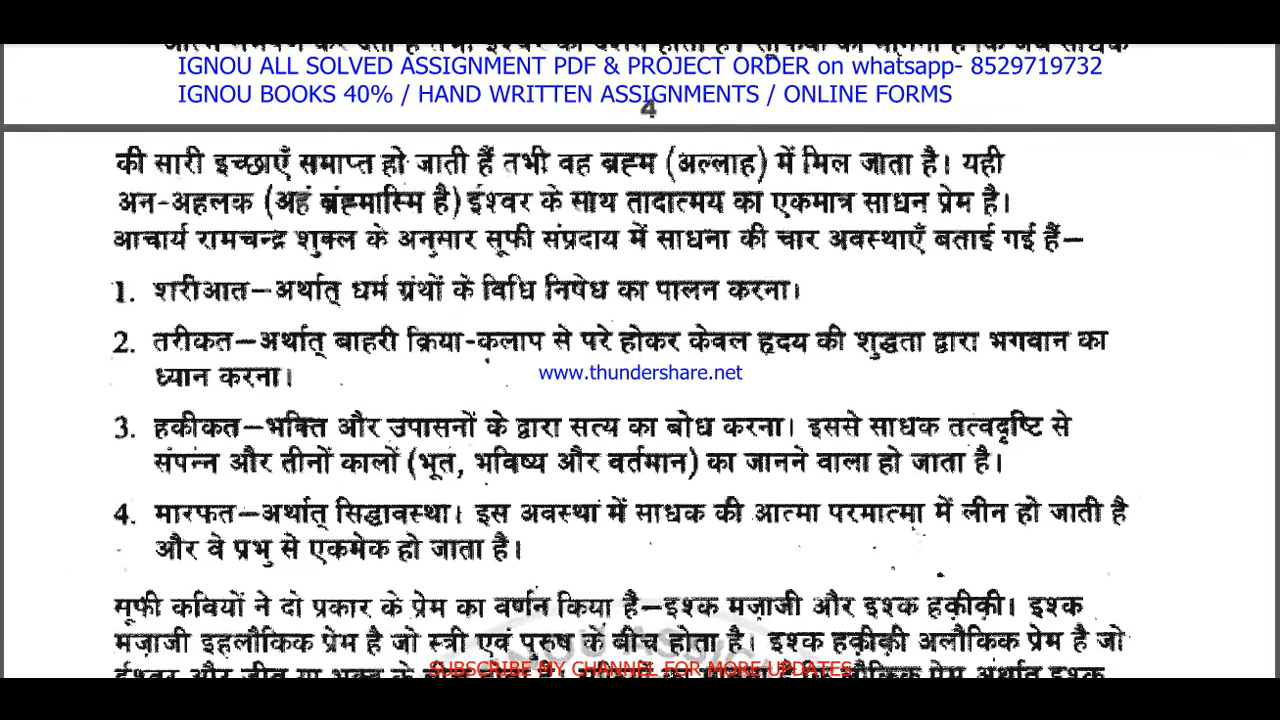 IGNOU ALL SOLVED ASSIGNMENT PDF & PROJECT ORDER on whatsapp- 8529719732
IGNOU BOOKS 40% / HAND WRITTEN ASSIGNMENTS / ONLINE FORMS
4
की सारी इच्छाएँ समाप्त हो जाती हैं तभी वह ब्रह्म (अल्लाह) में मिल जाता है। यही
अन-अहलक (अहं ब्रंह्मास्मि है) ईश्वर के साथ तादात्मय का एकमात्र साधन प्रेम है।
आचार्य रामचन्द्र शुक्ल के अनुसार सूफी संप्रदाय में साधना की चार अवस्थाएँ बताई गई हैं–
1. शरीआत–अर्थात् धर्म ग्रंथों के विधि निषेध का पालन करना।
2. तरीकत–अर्थात् बाहरी क्रिया-कलाप से परे होकर केवल हृदय की शुद्धता द्वारा भगवान का
ध्यान करना।
www.thundershare.net
3. हकीकत–भक्ति और उपासनों के द्वारा सत्य का बोध करना। इससे साधक तत्वदृष्टि से
संपन्न और तीनों कालों (भूत, भविष्य और वर्तमान) का जानने वाला हो जाता है।
4. मारफत–अर्थात् सिद्धावस्था। इस अवस्था में साधक की आत्मा परमात्मा में लीन हो जाती है
और वे प्रभु से एकमेक हो जाता है।
सूफी कवियों ने दो प्रकार के प्रेम का वर्णन किया है–इश्क मज़ाजी और इश्क हक़ीकी। इश्क
मज़ाजी इहलौकिक प्रेम है जो स्त्री एवं पुरुष के बीच होता है। इश्क हक़ीकी अलौकिक प्रेम है जो
SUBSCRIBE MY CHANNEL FOR MORE UPDATES